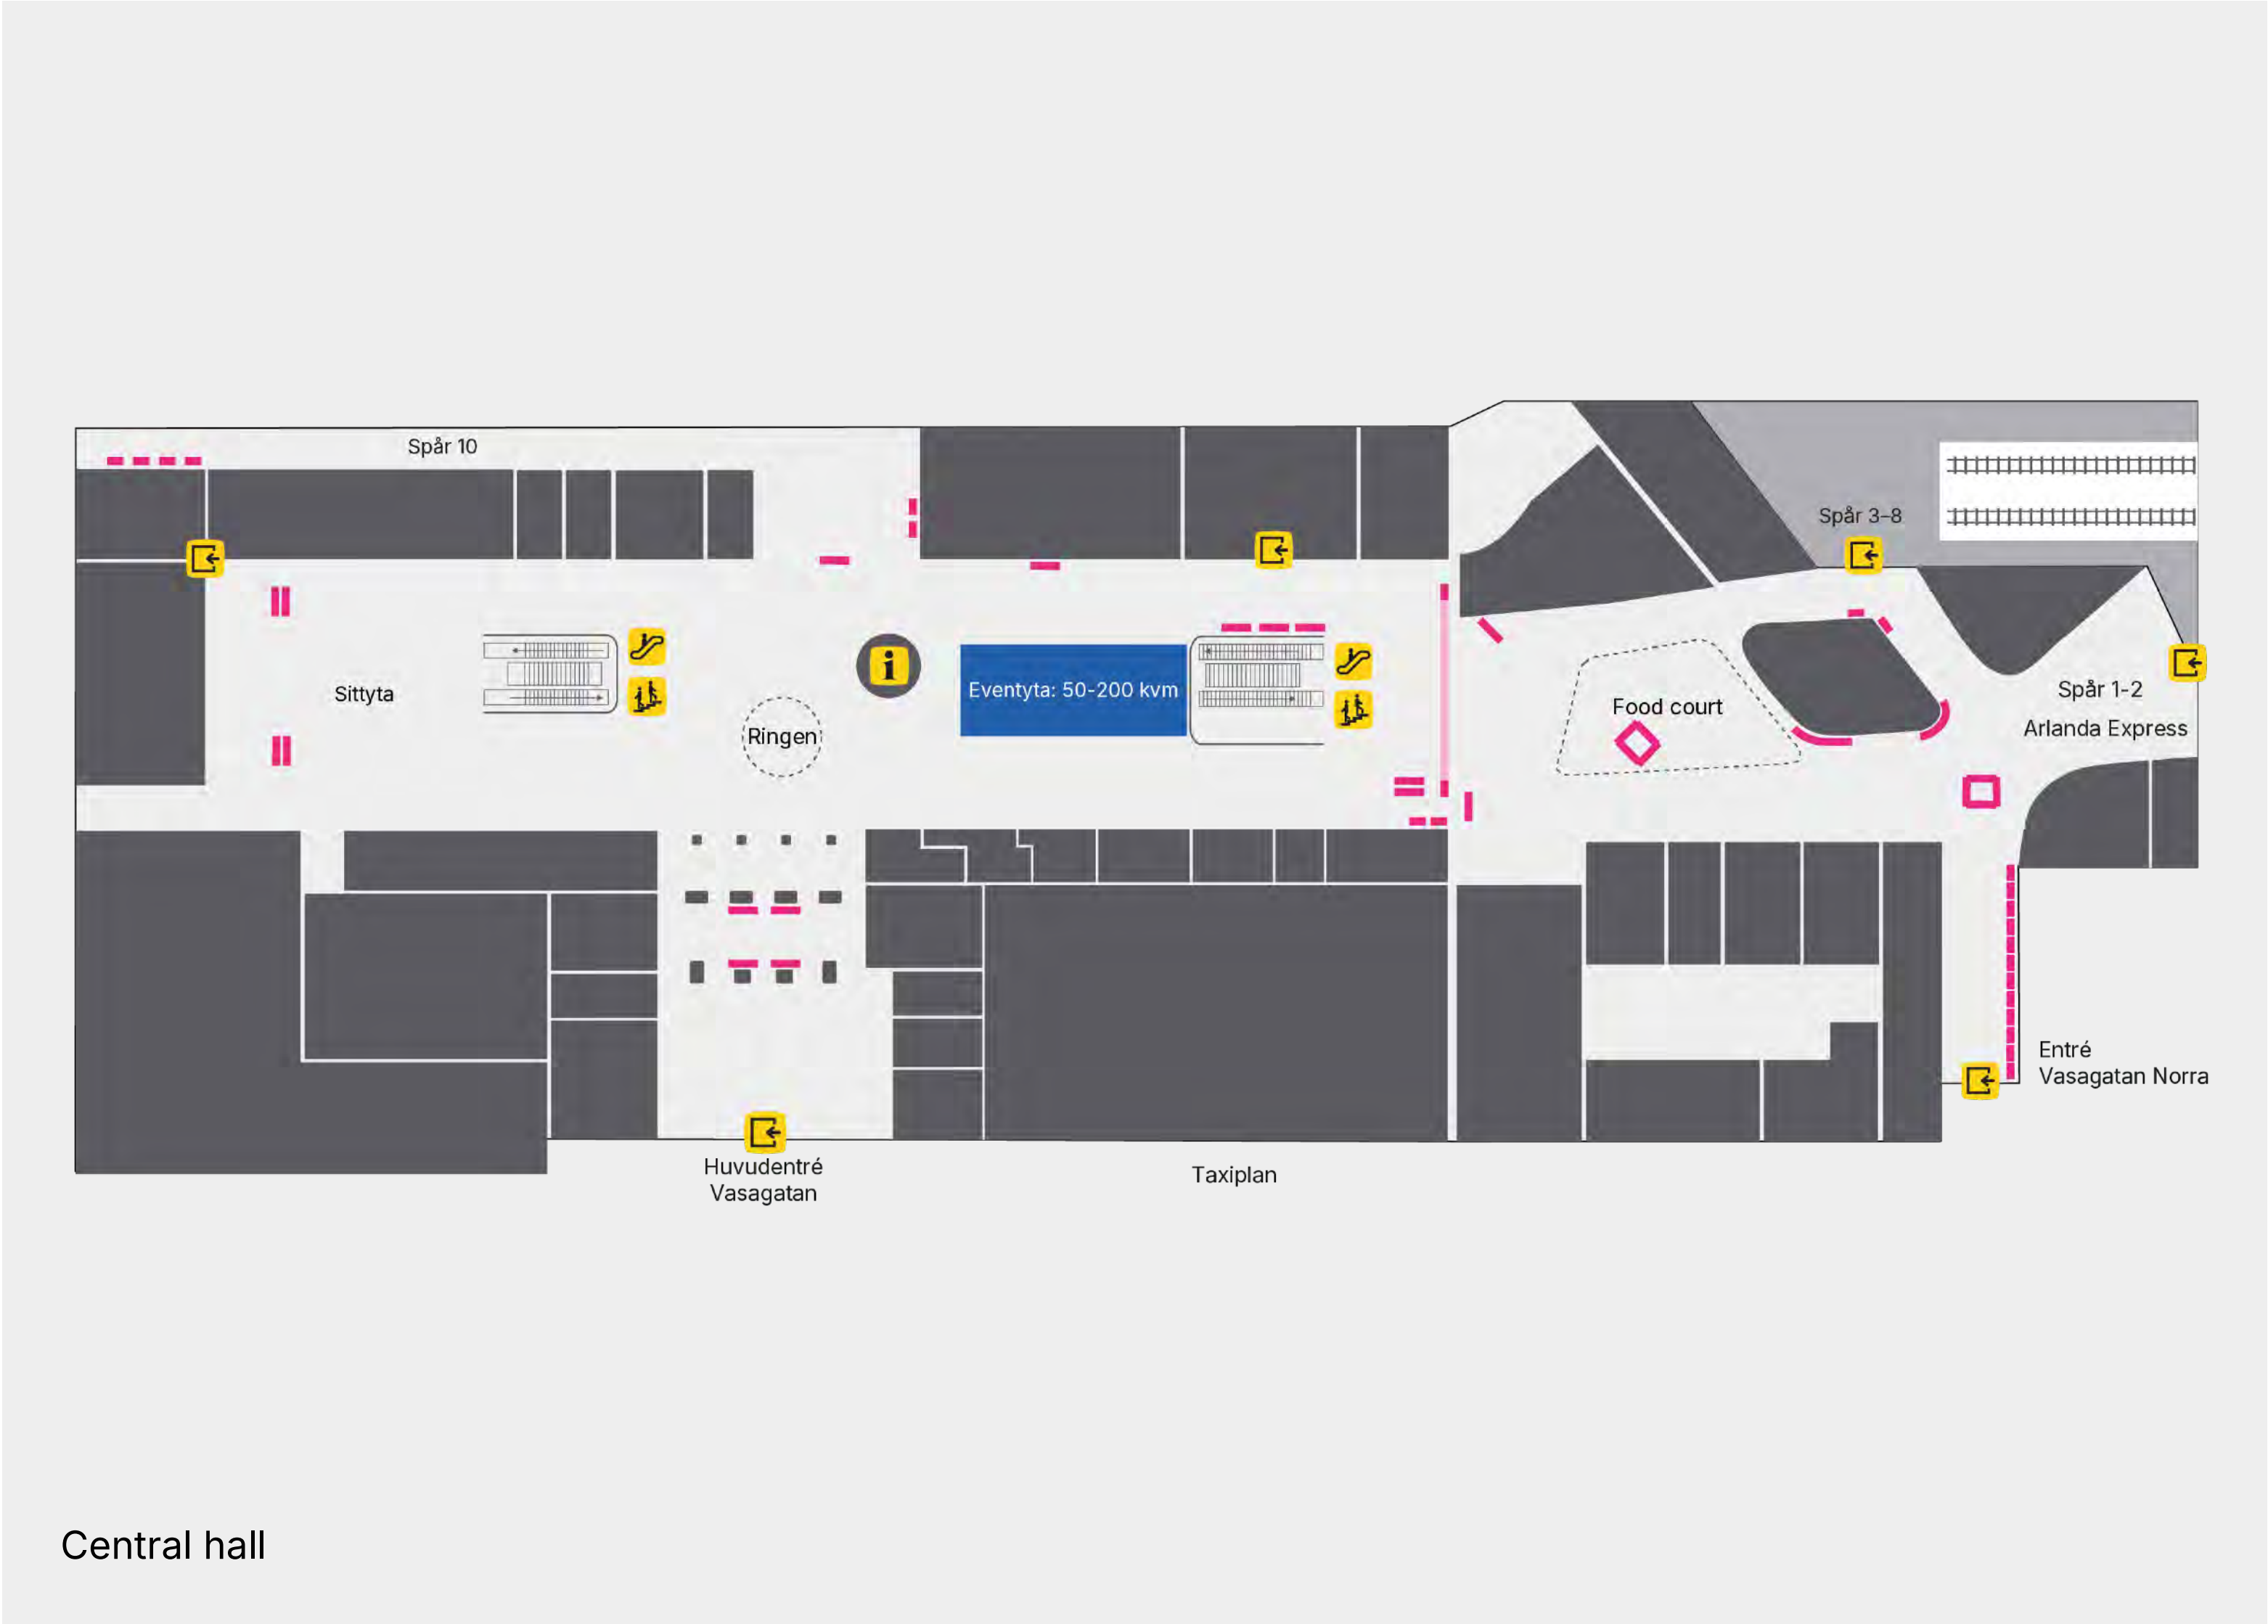 Spår 10
Spår 3–8
Sittyta
Eventyta: 50-200 kvm
Ringen
Food court
Spår 1-2
Arlanda Express
Entré
Vasagatan Norra
Huvudentré
Vasagatan
Taxiplan
Central hall